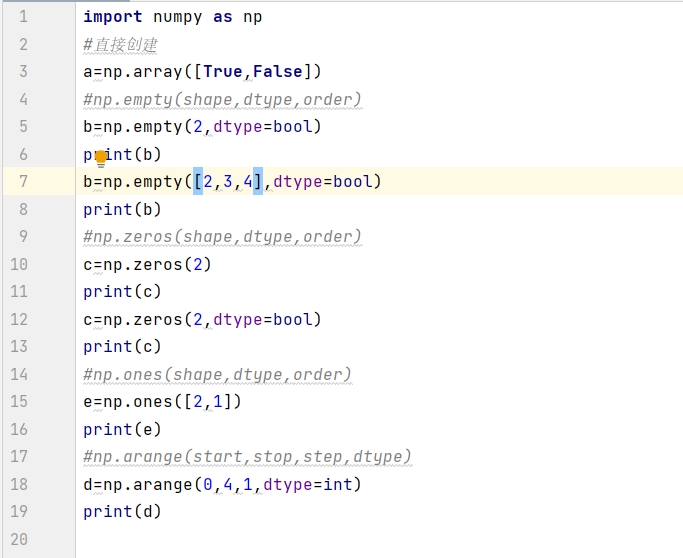 1 import numpy as np
2 #直接创建
3 a=np.array([True,False])
4 #np.empty(shape,dtype,order)
5 b=np.empty(2,dtype=bool)
6 print(b)
7 b=np.empty([2,3,4],dtype=bool)
8 print(b)
9 #np.zeros(shape,dtype,order)
10 c=np.zeros(2)
11 print(c)
12 c=np.zeros(2,dtype=bool)
13 print(c)
14 #np.ones(shape,dtype,order)
15 e=np.ones([2,1])
16 print(e)
17 #np.arange(start,stop,step,dtype)
18 d=np.arange(0,4,1,dtype=int)
19 print(d)
20